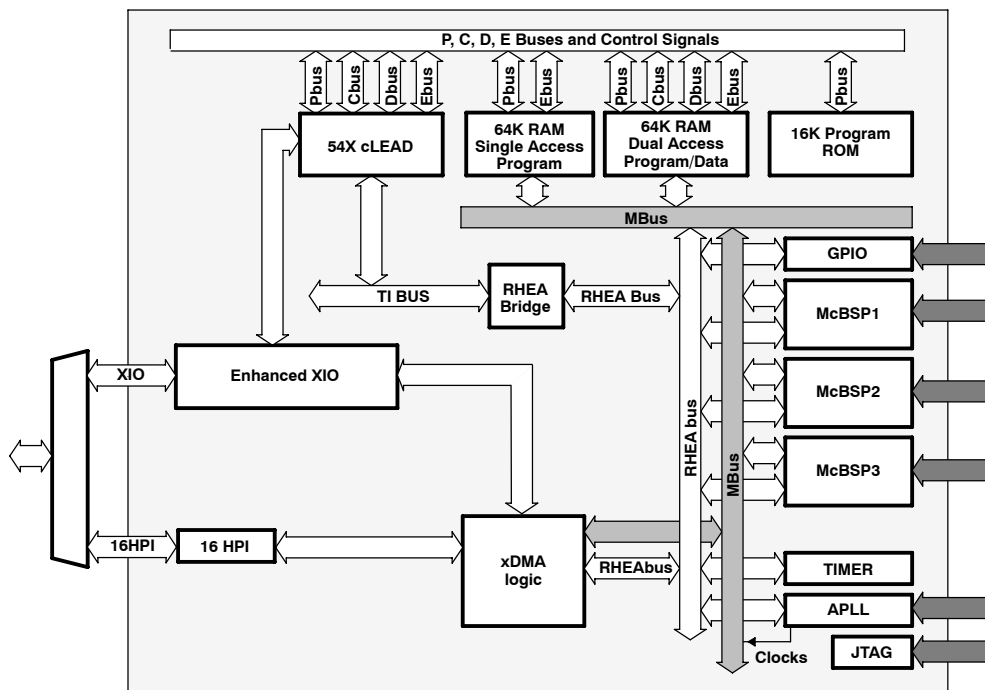 P, C, D, E Buses and Control Signals
Pbus
Cbus
Dbus
Ebus
Pbus
Ebus
Pbus
Cbus
Dbus
Ebus
Pbus
54X cLEAD
64K RAM
Single Access
Program
64K RAM
Dual Access
Program/Data
16K Program
ROM
MBus
GPIO
TI BUS
RHEA
Bridge
RHEA Bus
McBSP1
XIO
Enhanced XIO
McBSP2
RHEA bus
MBus
McBSP3
16HPI
16 HPI
xDMA
logic
RHEAbus
TIMER
APLL
Clocks
JTAG